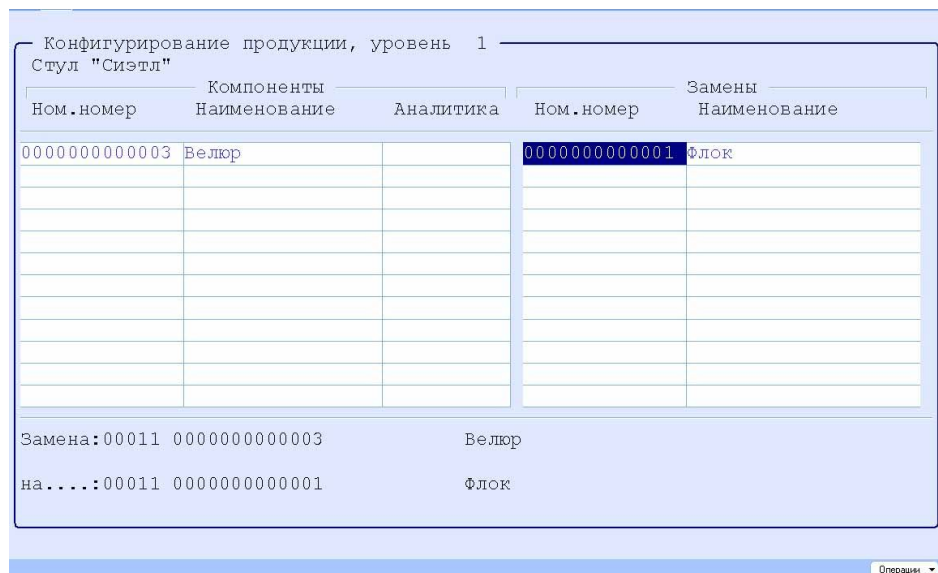 Конфигурирование продукции, уровень 1
Стул "Сиэтл"
Компоненты Замены
Ном.номер Наименование Аналитика Ном.номер Наименование
0000000000003 Велюр 0000000000001 Флок
Замена:00011 0000000000003 Велюр
на....:00011 0000000000001 Флок
Операции